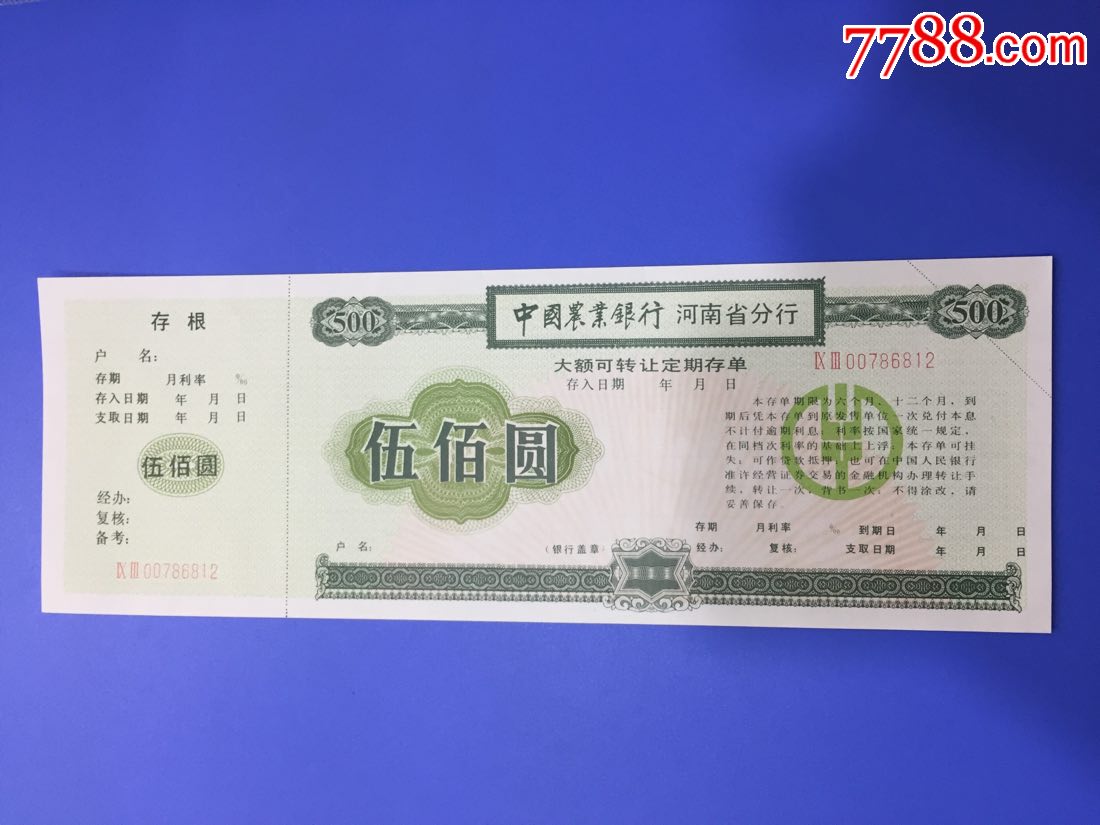 7788.com
存根
户 名：
存期 月利率 ‰
存入日期 年 月 日
支取日期 年 月 日
伍佰圆
经办：
复核：
备考：
ⅨⅢ00786812
500
中國農業銀行 河南省分行
500
大额可转让定期存单
ⅨⅢ00786812
存入日期 年 月 日
伍佰圆
本存单期限为六个月、十二个月，到
期后凭本存单到原发售单位一次兑付本息
不计付逾期利息；利率按国家统一规定，
在同档次利率的基础上上浮；本存单可挂
失；可作贷款抵押；也可在中国人民银行
准许经营证券交易的金融机构办理转让手
续，转让一次，背书一次；不得涂改，请
妥善保存。
存期 月利率 ‰ 到期日 年 月 日
户 名： （银行盖章） 经办： 复核： 支取日期 年 月 日